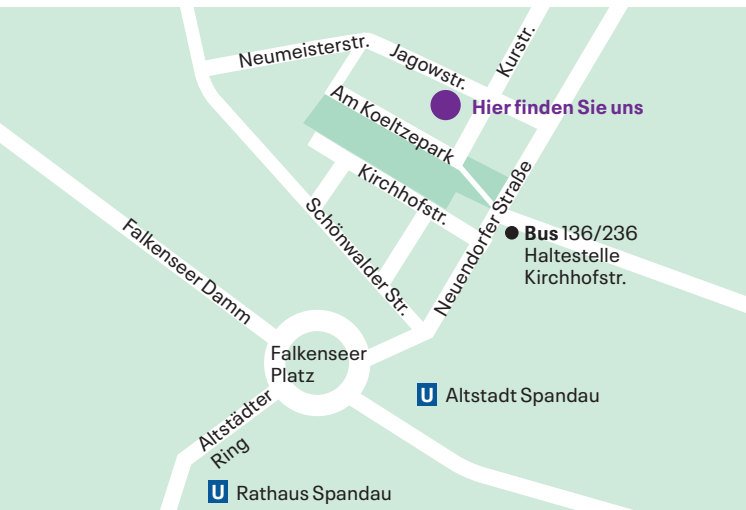 Neumeisterstr.
Jagowstr.
Kurstr.
Hier finden Sie uns
Am Koeltzepark
Kirchhofstr.
Schönwalder Str.
Neuendorfer Straße
Bus 136/236
Haltestelle
Kirchhofstr.
Falkenseer Damm
Falkenseer
Platz
U Altstadt Spandau
Altstädter
Ring
U Rathaus Spandau